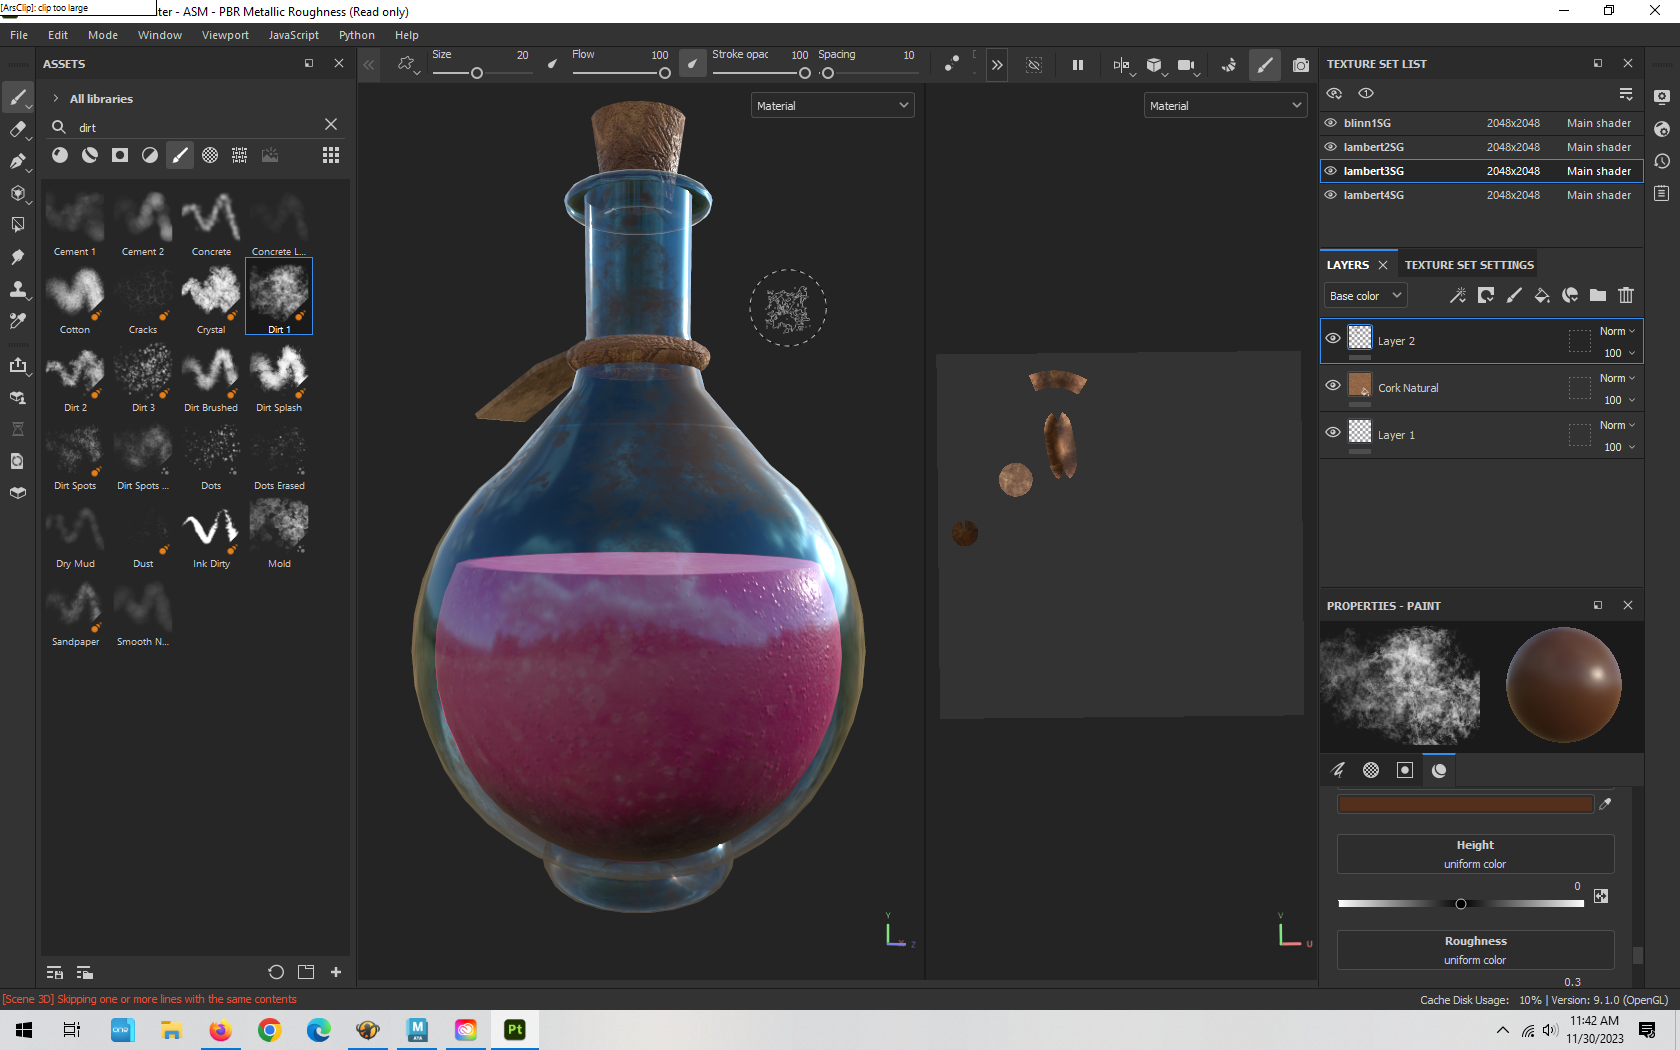 [ArsClip]: clip too large
ter - ASM - PBR Metallic Roughness (Read only)
File Edit Mode Window Viewport JavaScript Python Help
ASSETS
Size 20
Flow 100
Stroke opac 100
Spacing 10
TEXTURE SET LIST
All libraries
dirt
Material
Material
blinn1SG 2048x2048 Main shader
lambert2SG 2048x2048 Main shader
lambert3SG 2048x2048 Main shader
lambert4SG 2048x2048 Main shader
Cement 1 Cement 2 Concrete Concrete L...
Cotton Cracks Crystal Dirt 1
Dirt 2 Dirt 3 Dirt Brushed Dirt Splash
Dirt Spots Dirt Spots ... Dots Dots Erased
Dry Mud Dust Ink Dirty Mold
Sandpaper Smooth N...
LAYERS TEXTURE SET SETTINGS
Base color
Layer 2 Norm 100
Cork Natural Norm 100
Layer 1 Norm 100
PROPERTIES - PAINT
Height
uniform color
0
Roughness
uniform color
0.3
Y
Z
V
U
[Scene 3D] Skipping one or more lines with the same contents
Cache Disk Usage: 10% | Version: 9.1.0 (OpenGL)
one
M
AYA
Pt
11:42 AM
11/30/2023